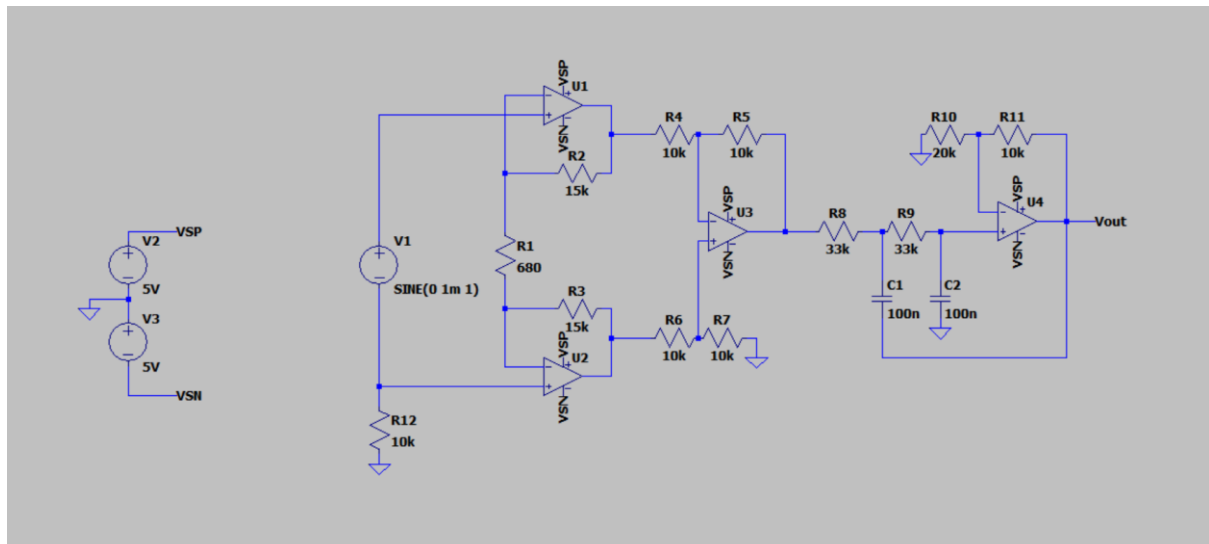 VSP
V2
5V
V3
5V
VSN
V1
SINE(0 1m 1)
R12
10k
VSP
U1
VSN
R2
15k
R1
680
R3
15k
VSP
U2
VSN
R4
10k
R5
10k
VSP
U3
VSN
R6
10k
R7
10k
R8
33k
R9
33k
C1
100n
C2
100n
R10
20k
R11
10k
VSP
U4
VSN
Vout